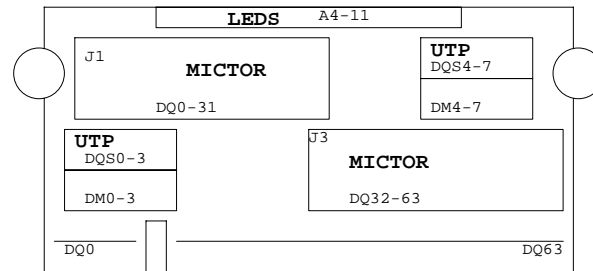 LEDS A4-11
J1
MICTOR
DQ0-31
UTP
DQS4-7
DM4-7
UTP
DQS0-3
DM0-3
J3
MICTOR
DQ32-63
DQ0
DQ63